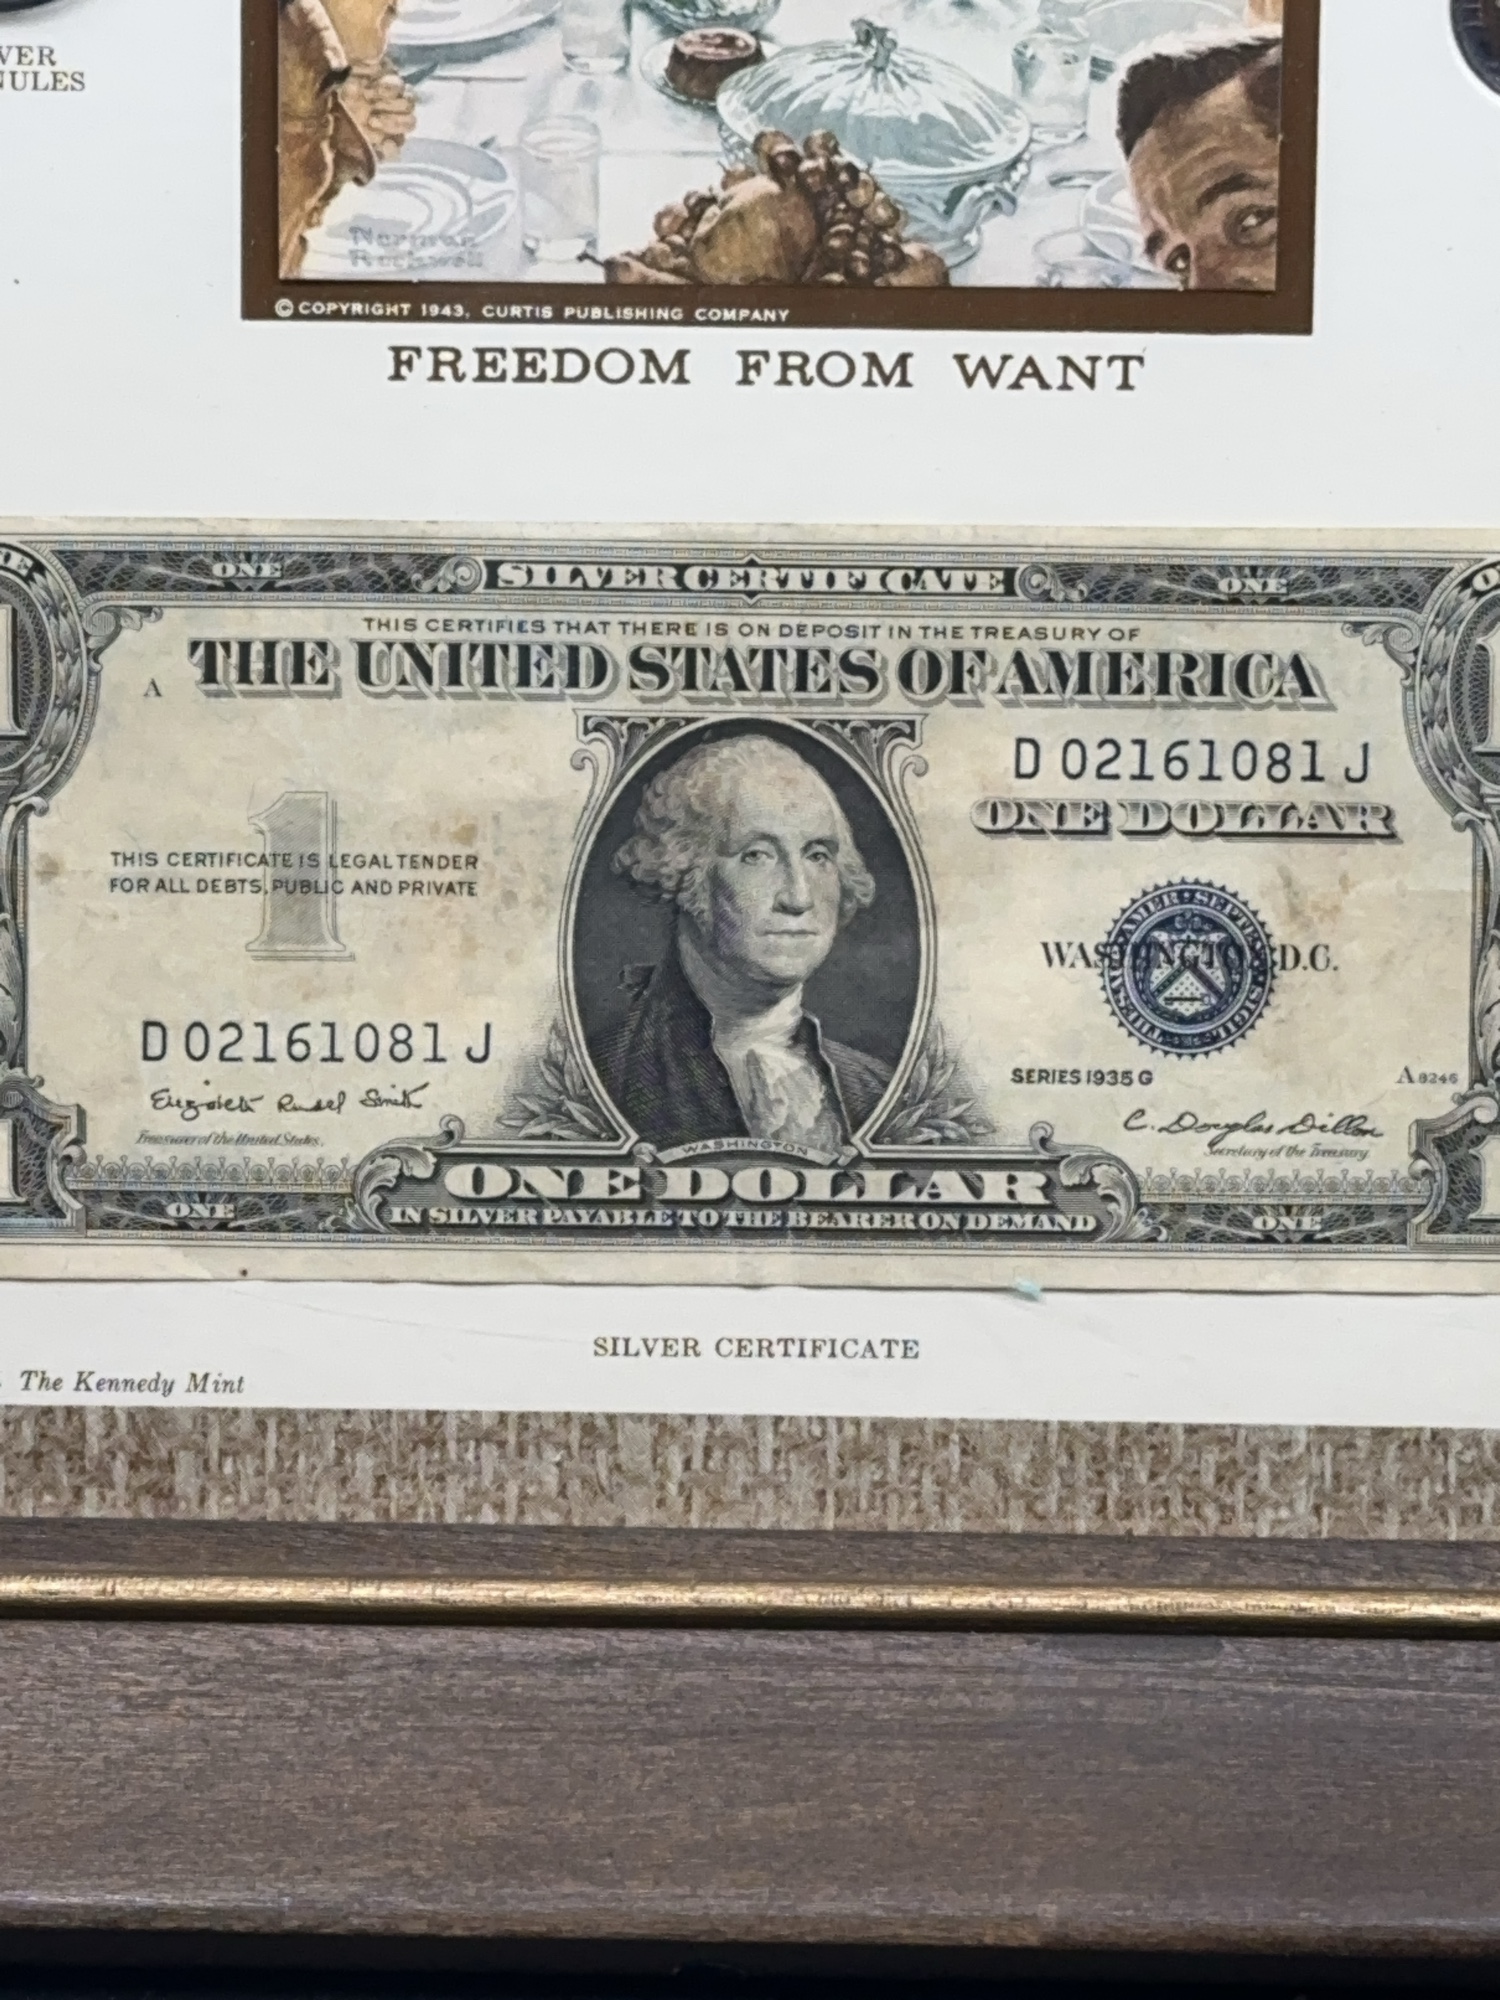 VER
NULES
Norman
Rockwell
© COPYRIGHT 1943, CURTIS PUBLISHING COMPANY
FREEDOM FROM WANT
ONE SILVER CERTIFICATE ONE
THIS CERTIFIES THAT THERE IS ON DEPOSIT IN THE TREASURY OF
THE UNITED STATES OF AMERICA
A
D 02161081 J
ONE DOLLAR
1
THIS CERTIFICATE IS LEGAL TENDER
FOR ALL DEBTS, PUBLIC AND PRIVATE
WASHINGTON, D.C.
D 02161081 J
SERIES 1935 G
A 8246
Elizabeth Rudel Smith
Treasurer of the United States.
C. Douglas Dillon
Secretary of the Treasury.
WASHINGTON
ONE DOLLAR
ONE IN SILVER PAYABLE TO THE BEARER ON DEMAND ONE
SILVER CERTIFICATE
The Kennedy Mint